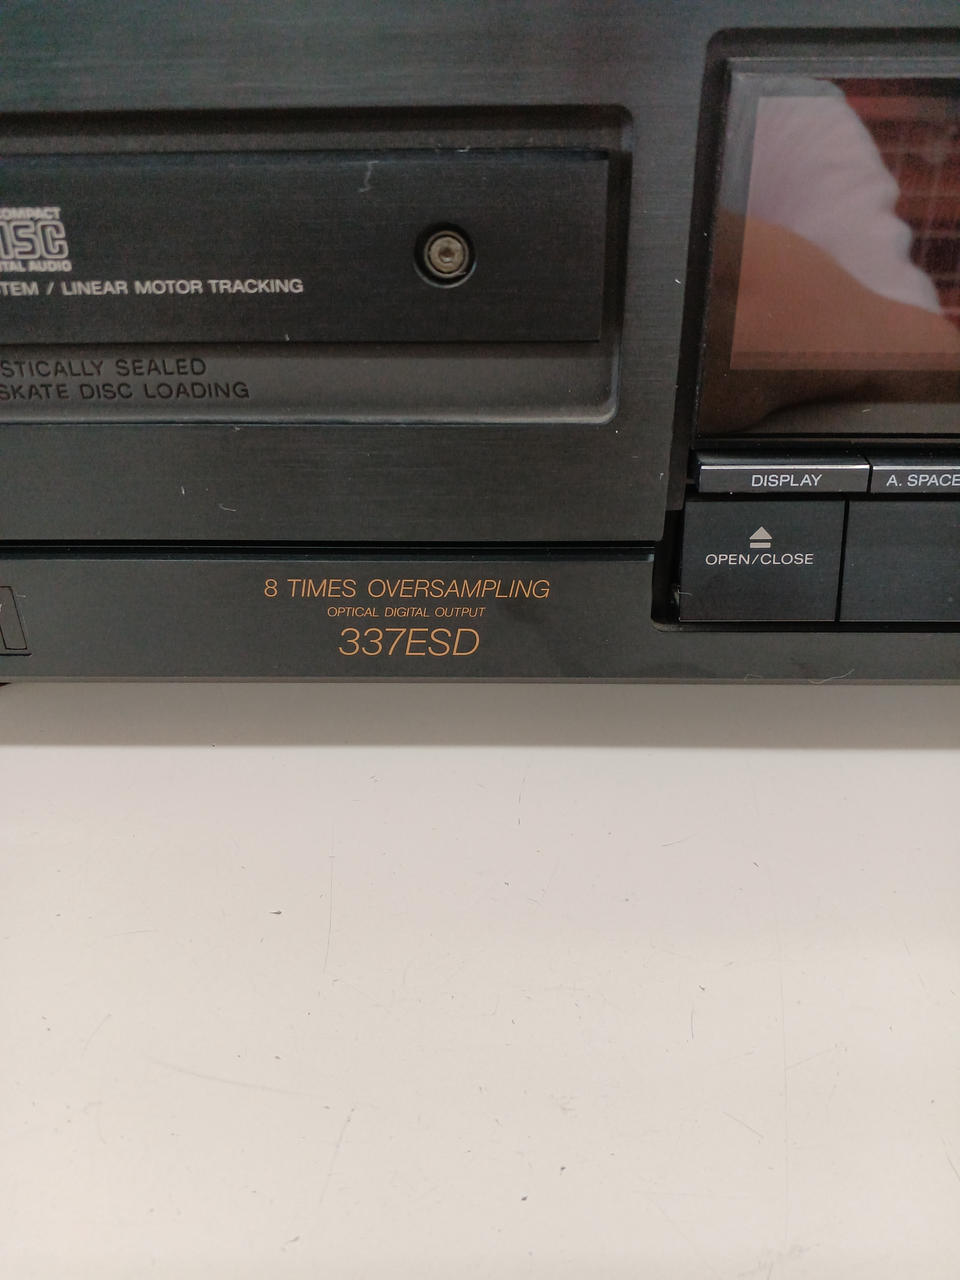 COMPACT
DISC
DIGITAL AUDIO
TEM / LINEAR MOTOR TRACKING
STICALLY SEALED
SKATE DISC LOADING
DISPLAY
A. SPACE
OPEN/CLOSE
8 TIMES OVERSAMPLING
OPTICAL DIGITAL OUTPUT
337ESD